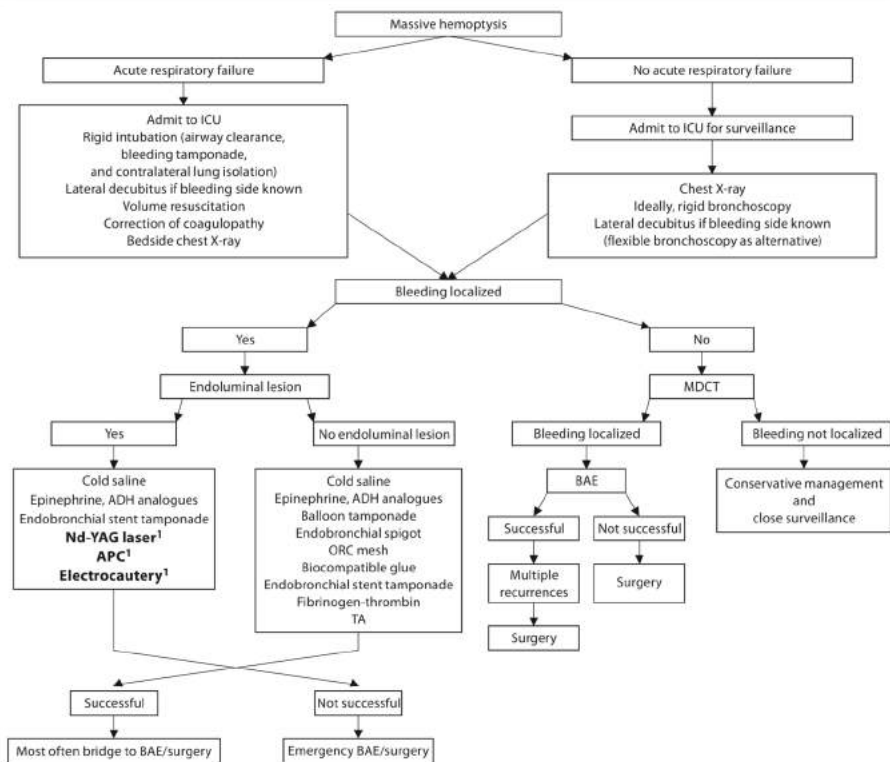 Massive hemoptysis
Acute respiratory failure
No acute respiratory failure
Admit to ICU
Rigid intubation (airway clearance,
bleeding tamponade,
and contralateral lung isolation)
Lateral decubitus if bleeding side known
Volume resuscitation
Correction of coagulopathy
Bedside chest X-ray
Admit to ICU for surveillance
Chest X-ray
Ideally, rigid bronchoscopy
Lateral decubitus if bleeding side known
(flexible bronchoscopy as alternative)
Bleeding localized
Yes
No
Endoluminal lesion
MDCT
Yes
No endoluminal lesion
Bleeding localized
Bleeding not localized
Cold saline
Epinephrine, ADH analogues
Endobronchial stent tamponade
Nd-YAG laser¹
APC¹
Electrocautery¹
Cold saline
Epinephrine, ADH analogues
Balloon tamponade
Endobronchial spigot
ORC mesh
Biocompatible glue
Endobronchial stent tamponade
Fibrinogen-thrombin
TA
BAE
Conservative management
and
close surveillance
Successful
Not successful
Multiple
recurrences
Surgery
Surgery
Successful
Not successful
Most often bridge to BAE/surgery
Emergency BAE/surgery